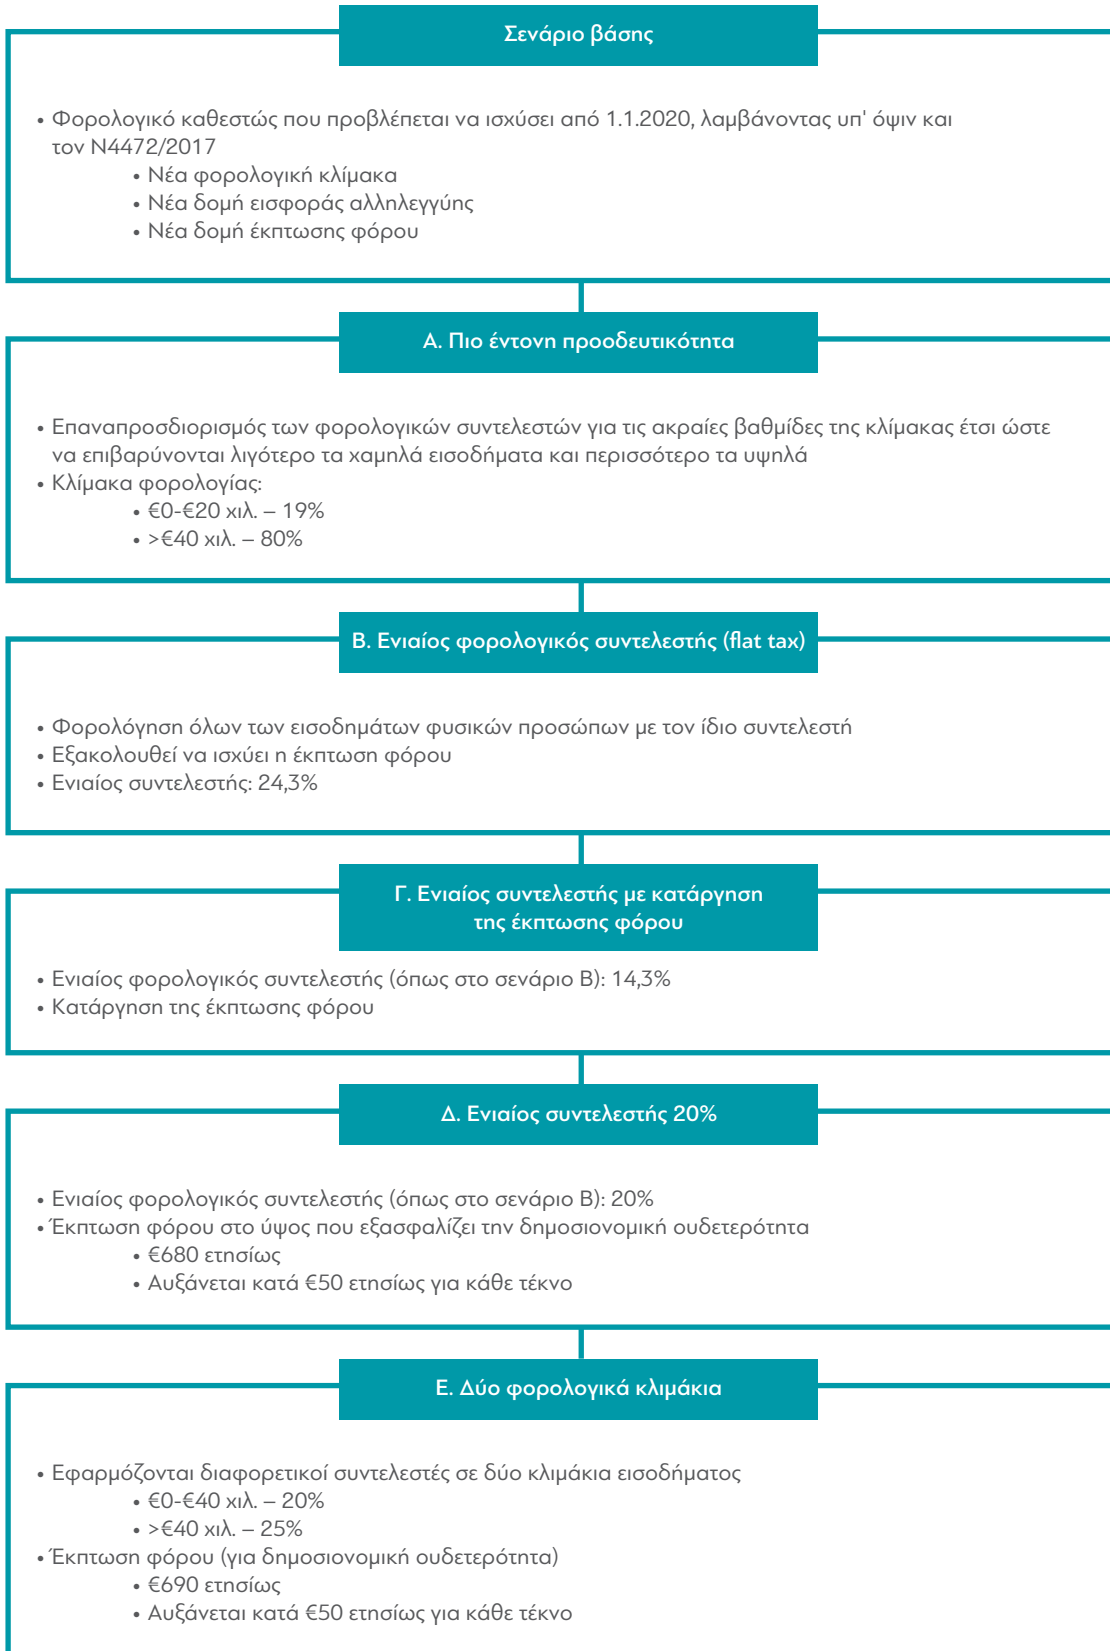 Σενάριο βάσης
• Φορολογικό καθεστώς που προβλέπεται να ισχύσει από 1.1.2020, λαμβάνοντας υπ' όψιν και
τον Ν4472/2017
• Νέα φορολογική κλίμακα
• Νέα δομή εισφοράς αλληλεγγύης
• Νέα δομή έκπτωσης φόρου
Α. Πιο έντονη προοδευτικότητα
• Επαναπροσδιορισμός των φορολογικών συντελεστών για τις ακραίες βαθμίδες της κλίμακας έτσι ώστε
να επιβαρύνονται λιγότερο τα χαμηλά εισοδήματα και περισσότερο τα υψηλά
• Κλίμακα φορολογίας:
• €0-€20 χιλ. – 19%
• >€40 χιλ. – 80%
Β. Ενιαίος φορολογικός συντελεστής (flat tax)
• Φορολόγηση όλων των εισοδημάτων φυσικών προσώπων με τον ίδιο συντελεστή
• Εξακολουθεί να ισχύει η έκπτωση φόρου
• Ενιαίος συντελεστής: 24,3%
Γ. Ενιαίος συντελεστής με κατάργηση
της έκπτωσης φόρου
• Ενιαίος φορολογικός συντελεστής (όπως στο σενάριο Β): 14,3%
• Κατάργηση της έκπτωσης φόρου
Δ. Ενιαίος συντελεστής 20%
• Ενιαίος φορολογικός συντελεστής (όπως στο σενάριο Β): 20%
• Έκπτωση φόρου στο ύψος που εξασφαλίζει την δημοσιονομική ουδετερότητα
• €680 ετησίως
• Αυξάνεται κατά €50 ετησίως για κάθε τέκνο
Ε. Δύο φορολογικά κλιμάκια
• Εφαρμόζονται διαφορετικοί συντελεστές σε δύο κλιμάκια εισοδήματος
• €0-€40 χιλ. – 20%
• >€40 χιλ. – 25%
• Έκπτωση φόρου (για δημοσιονομική ουδετερότητα)
• €690 ετησίως
• Αυξάνεται κατά €50 ετησίως για κάθε τέκνο